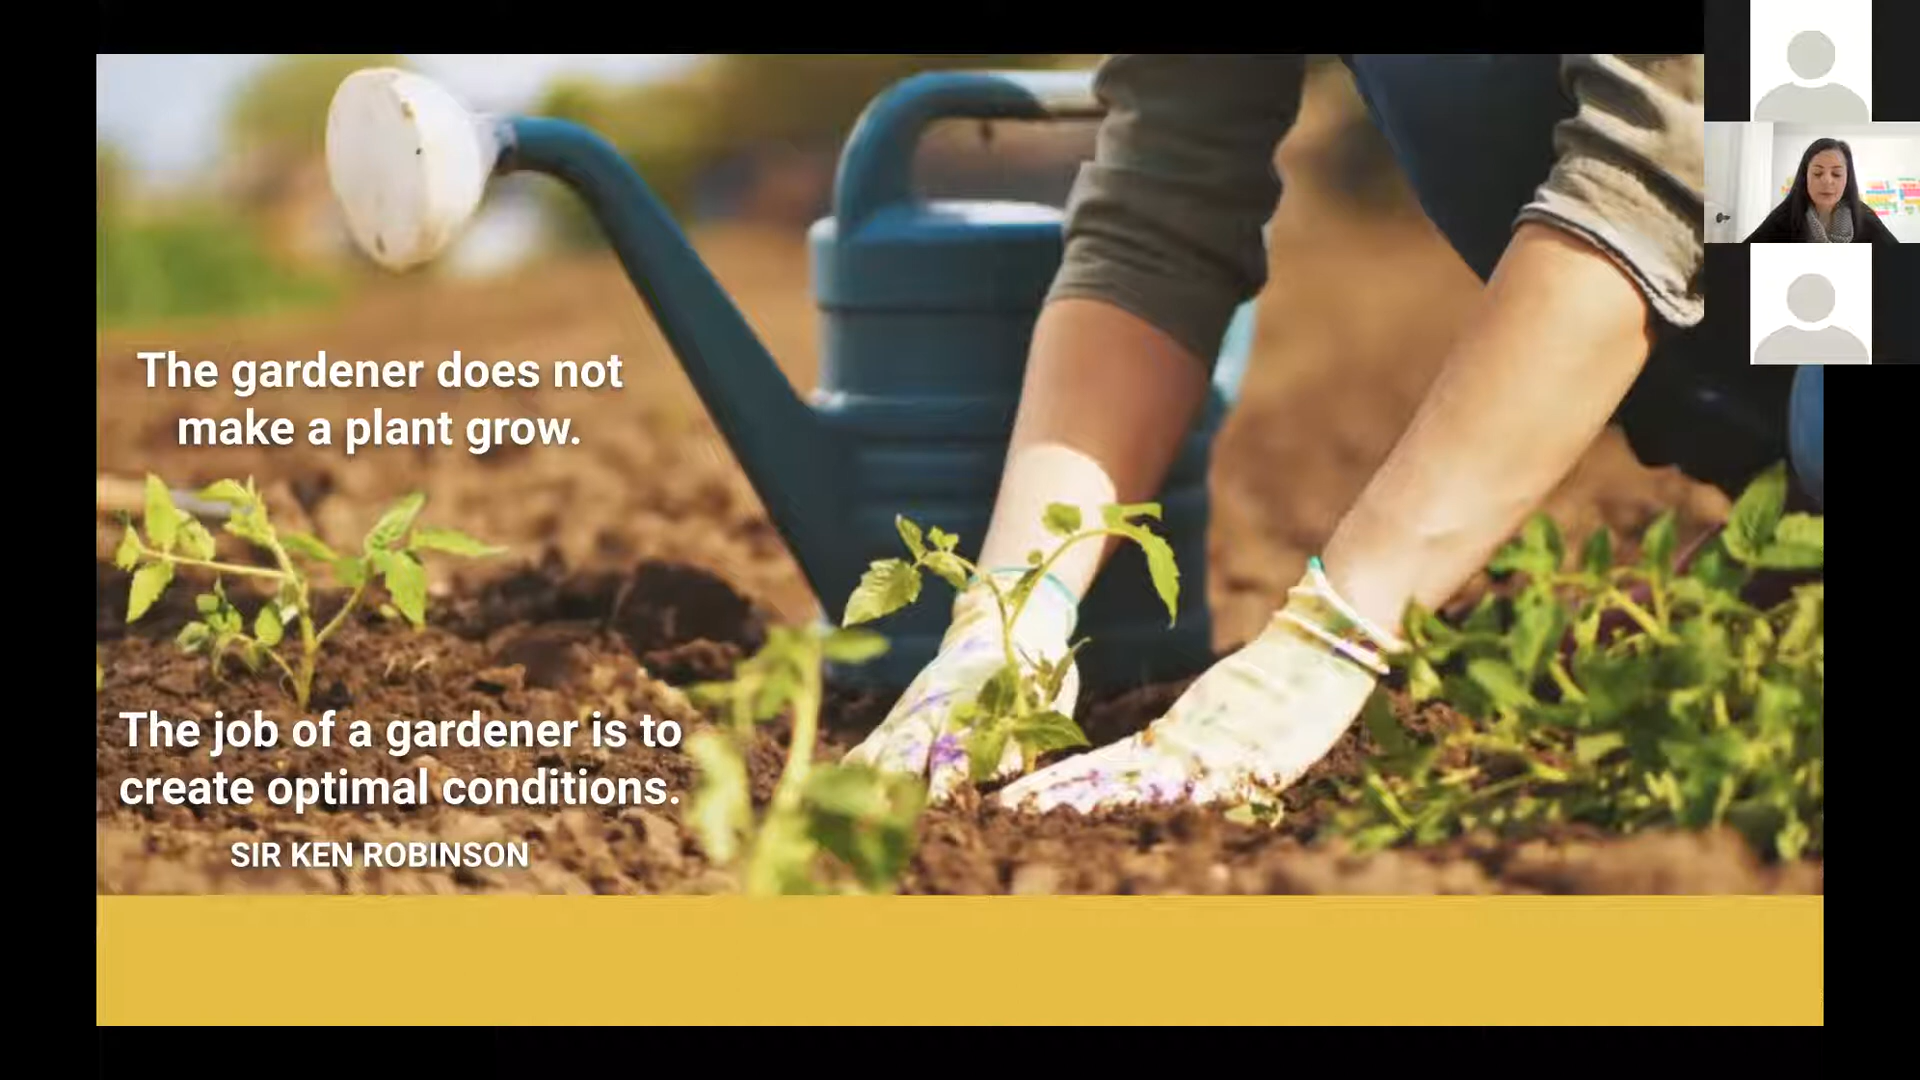 The gardener does not
make a plant grow.
The job of a gardener is to
create optimal conditions.
SIR KEN ROBINSON